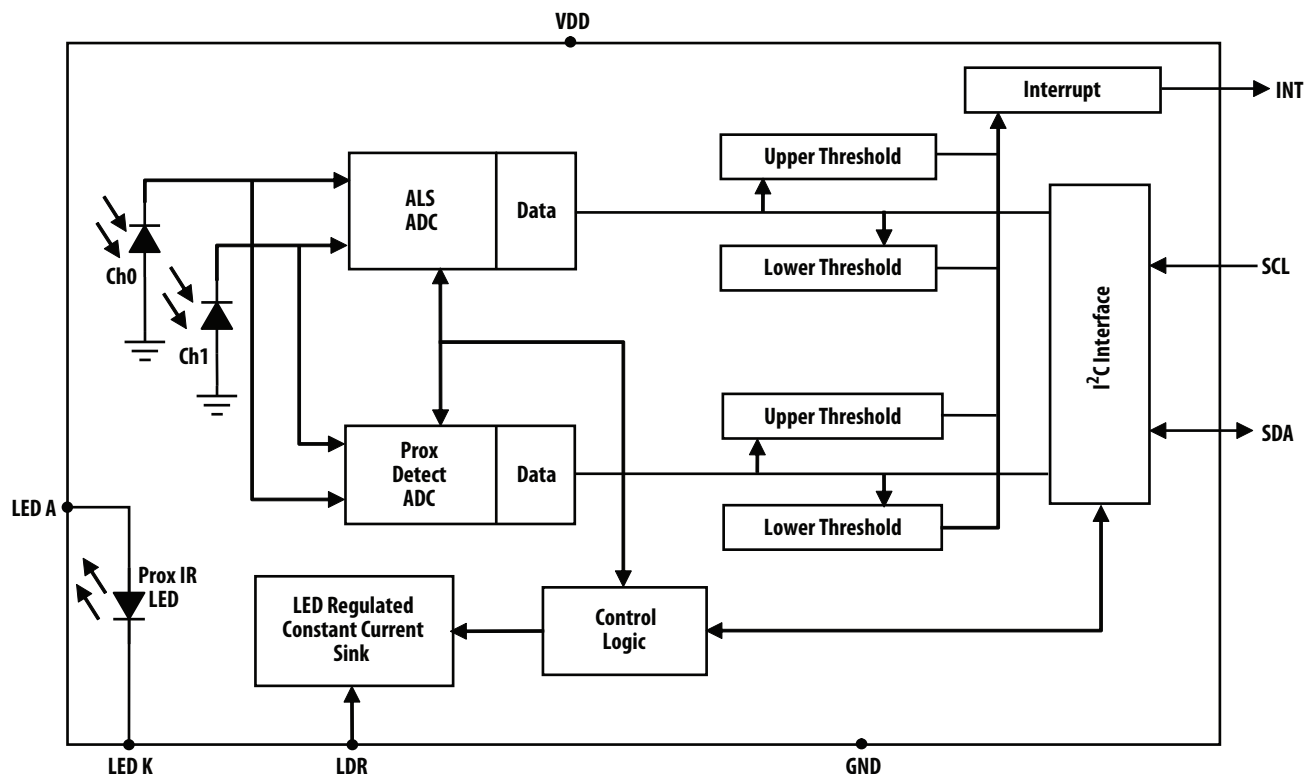 VDD
Interrupt
INT
Upper Threshold
ALS
ADC
Data
Ch0
Lower Threshold
SCL
Ch1
I²C Interface
Upper Threshold
SDA
Prox
Detect
ADC
Data
LED A
Lower Threshold
Prox IR
LED
LED Regulated
Constant Current
Sink
Control
Logic
LED K
LDR
GND